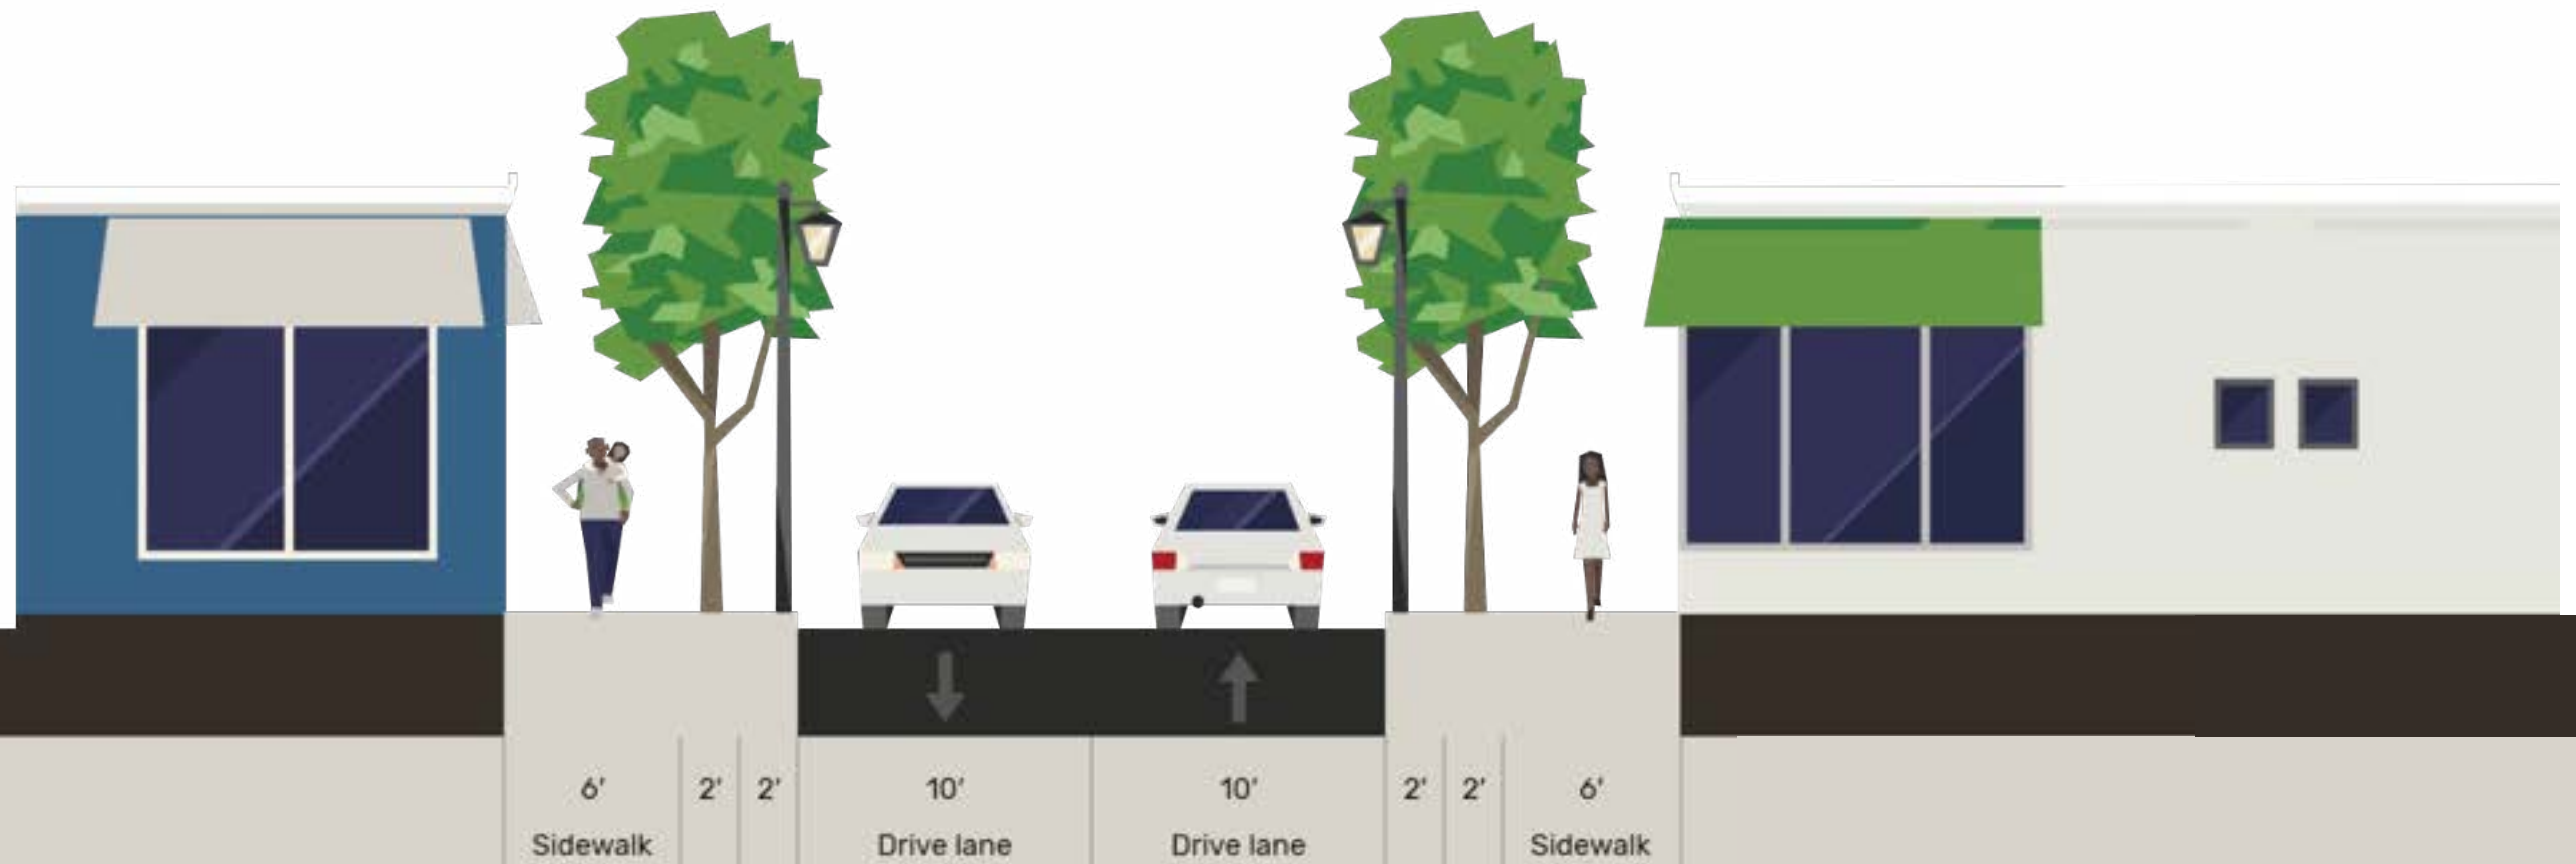 6' 2' 2' 10' 10' 2' 2' 6'
Sidewalk Drive lane Drive lane Sidewalk